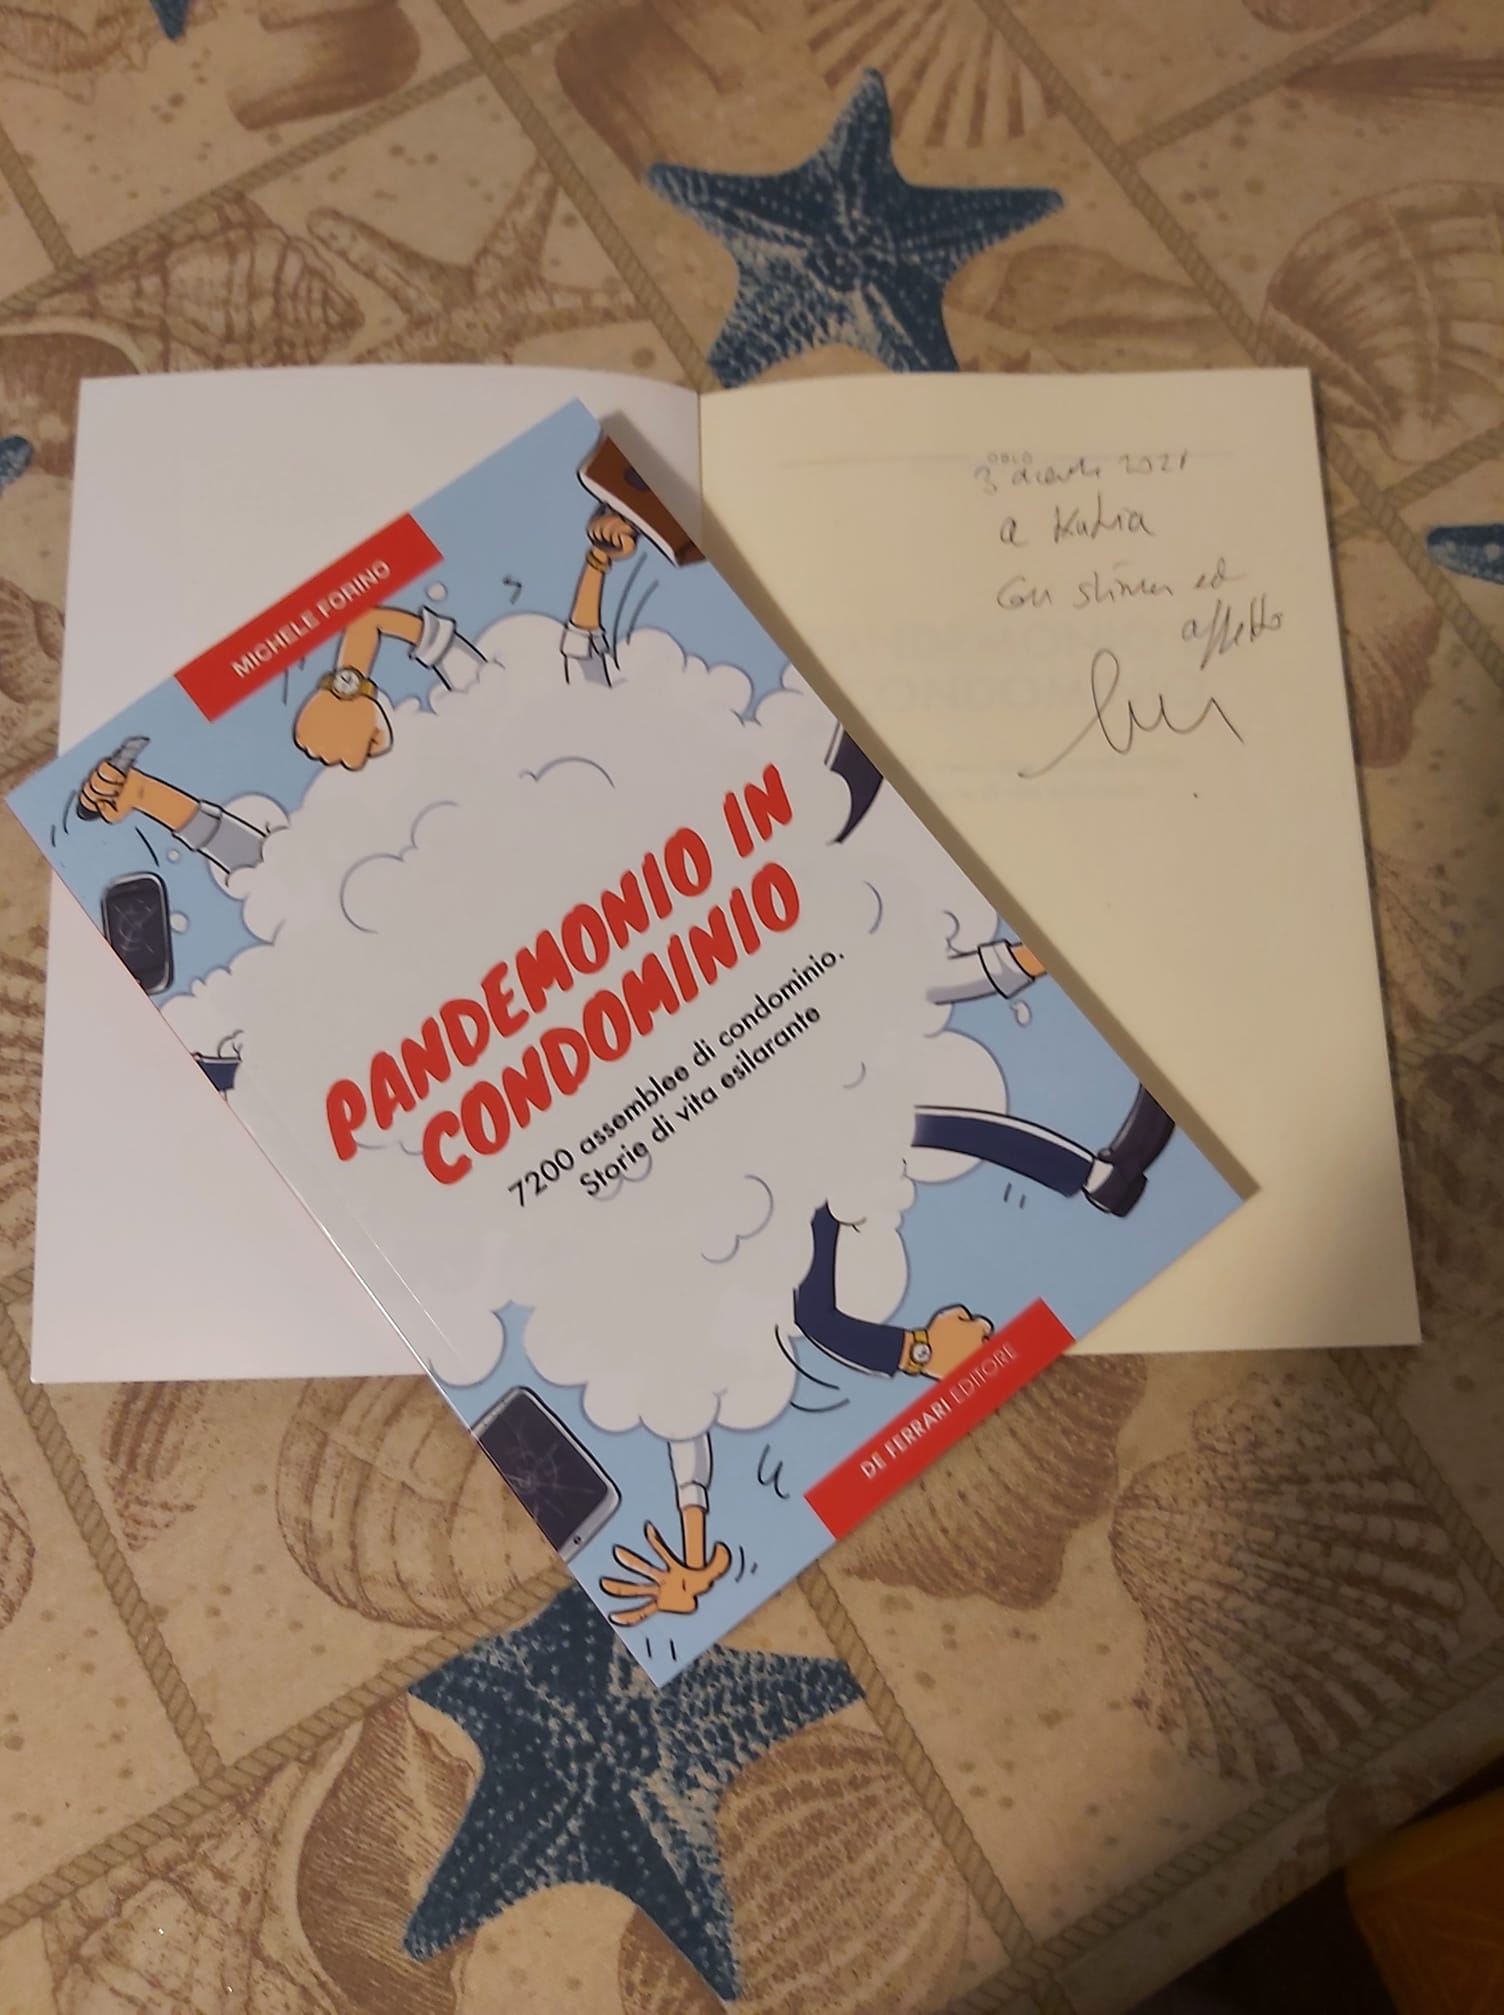 MICHELE FORINO
PANDEMONIO IN
CONDOMINIO
7200 assemblee di condominio.
Storie di vita esilarante
DE FERRARI EDITORE
OBLÒ
3 dicembre 2021
a Katia
con stima ed
affetto